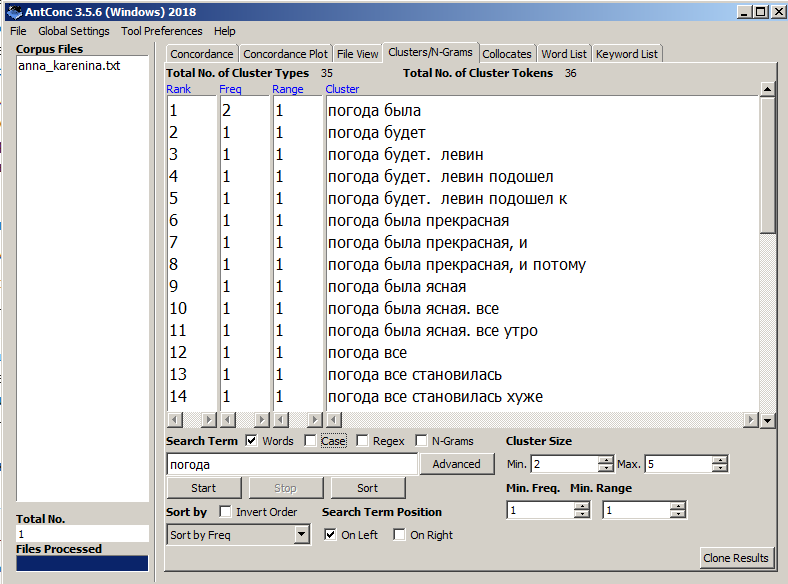 AntConc 3.5.6 (Windows) 2018
File Global Settings Tool Preferences Help
Corpus Files
anna_karenina.txt
Concordance Concordance Plot File View Clusters/N-Grams Collocates Word List Keyword List
Total No. of Cluster Types 35 Total No. of Cluster Tokens 36
Rank Freq Range Cluster
1 2 1 погода была
2 1 1 погода будет
3 1 1 погода будет. левин
4 1 1 погода будет. левин подошел
5 1 1 погода будет. левин подошел к
6 1 1 погода была прекрасная
7 1 1 погода была прекрасная, и
8 1 1 погода была прекрасная, и потому
9 1 1 погода была ясная
10 1 1 погода была ясная. все
11 1 1 погода была ясная. все утро
12 1 1 погода все
13 1 1 погода все становилась
14 1 1 погода все становилась хуже
Search Term Words Case Regex N-Grams Cluster Size
погода Advanced Min. 2 Max. 5
Start Stop Sort Min. Freq. Min. Range
Sort by Invert Order Search Term Position 1 1
Sort by Freq On Left On Right
Total No.
1
Files Processed
Clone Results